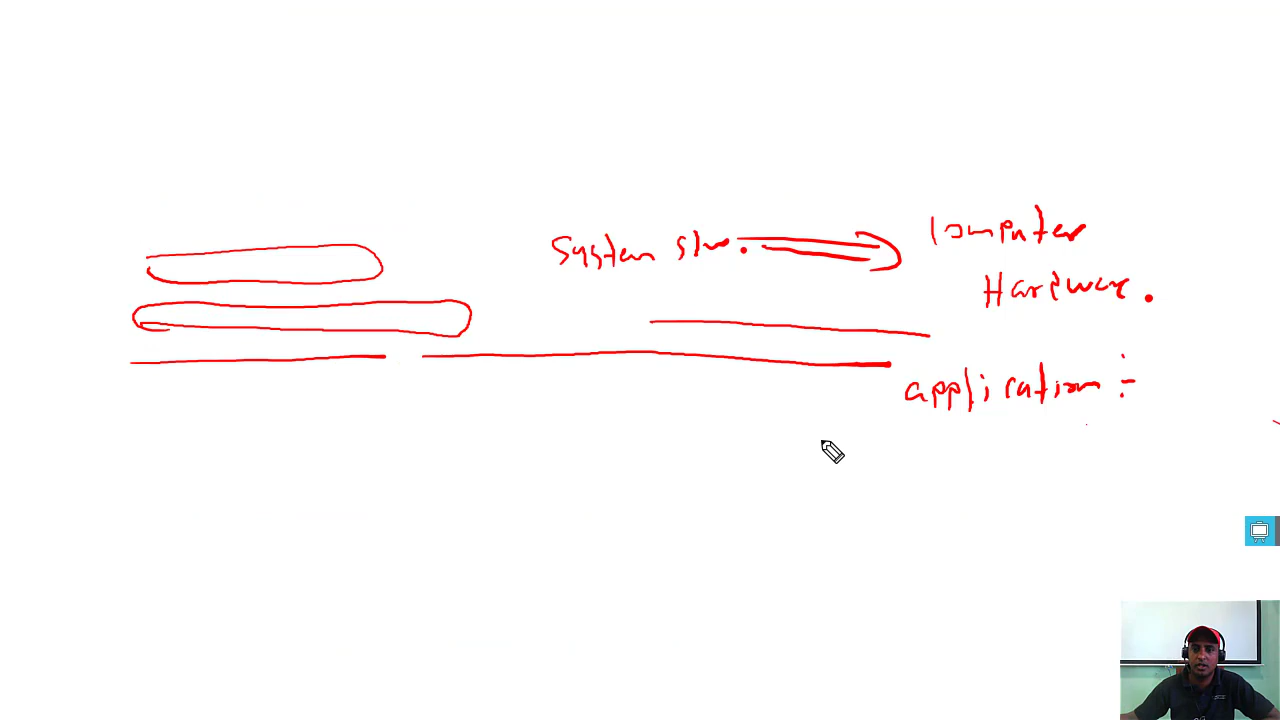 System s/w.
Computer
Hardware.
application :-